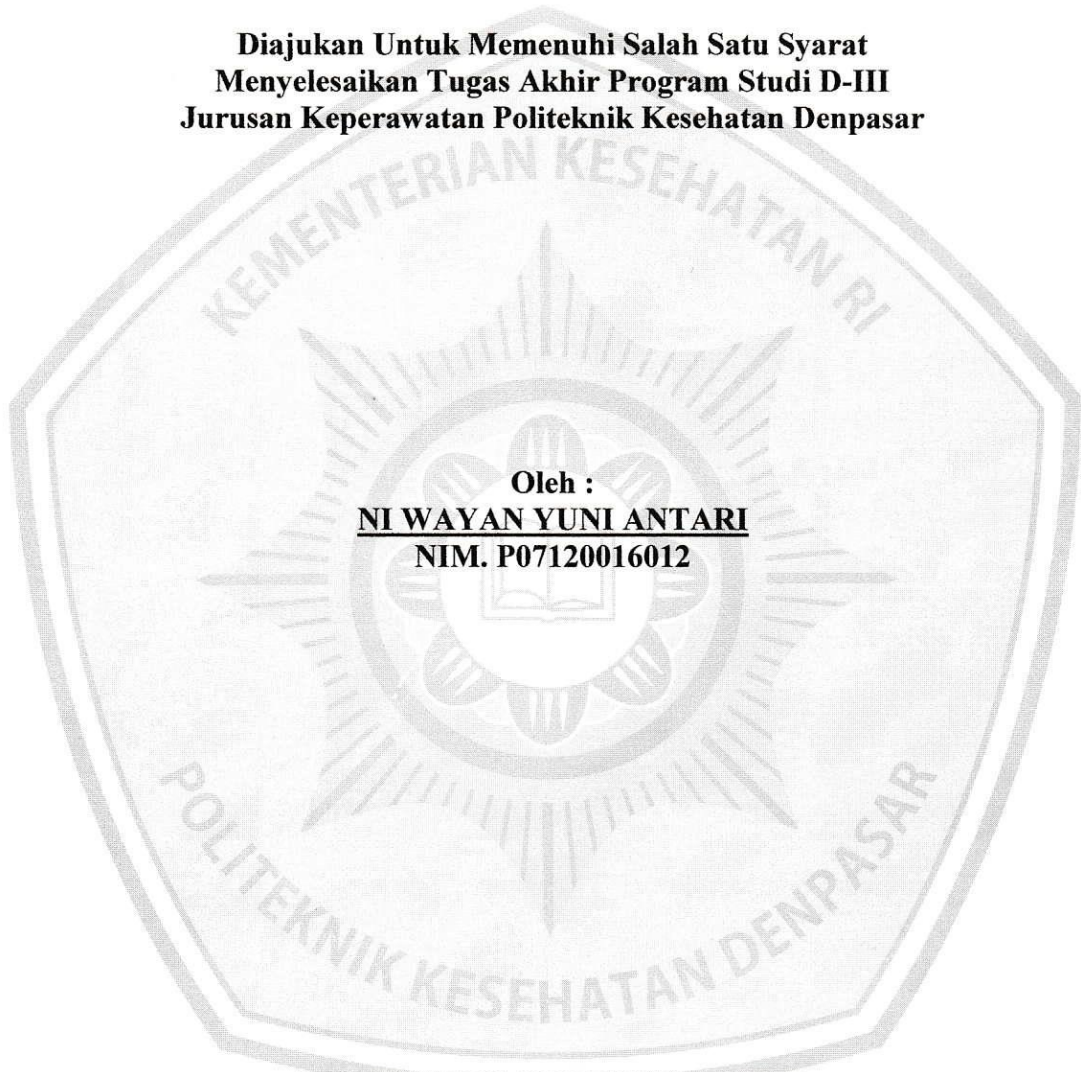 Diajukan Untuk Memenuhi Salah Satu Syarat
Menyelesaikan Tugas Akhir Program Studi D-III
Jurusan Keperawatan Politeknik Kesehatan Denpasar
KEMENTERIAN KESEHATAN RI
Oleh :
NI WAYAN YUNI ANTARI
NIM. P07120016012
POLITEKNIK KESEHATAN DENPASAR